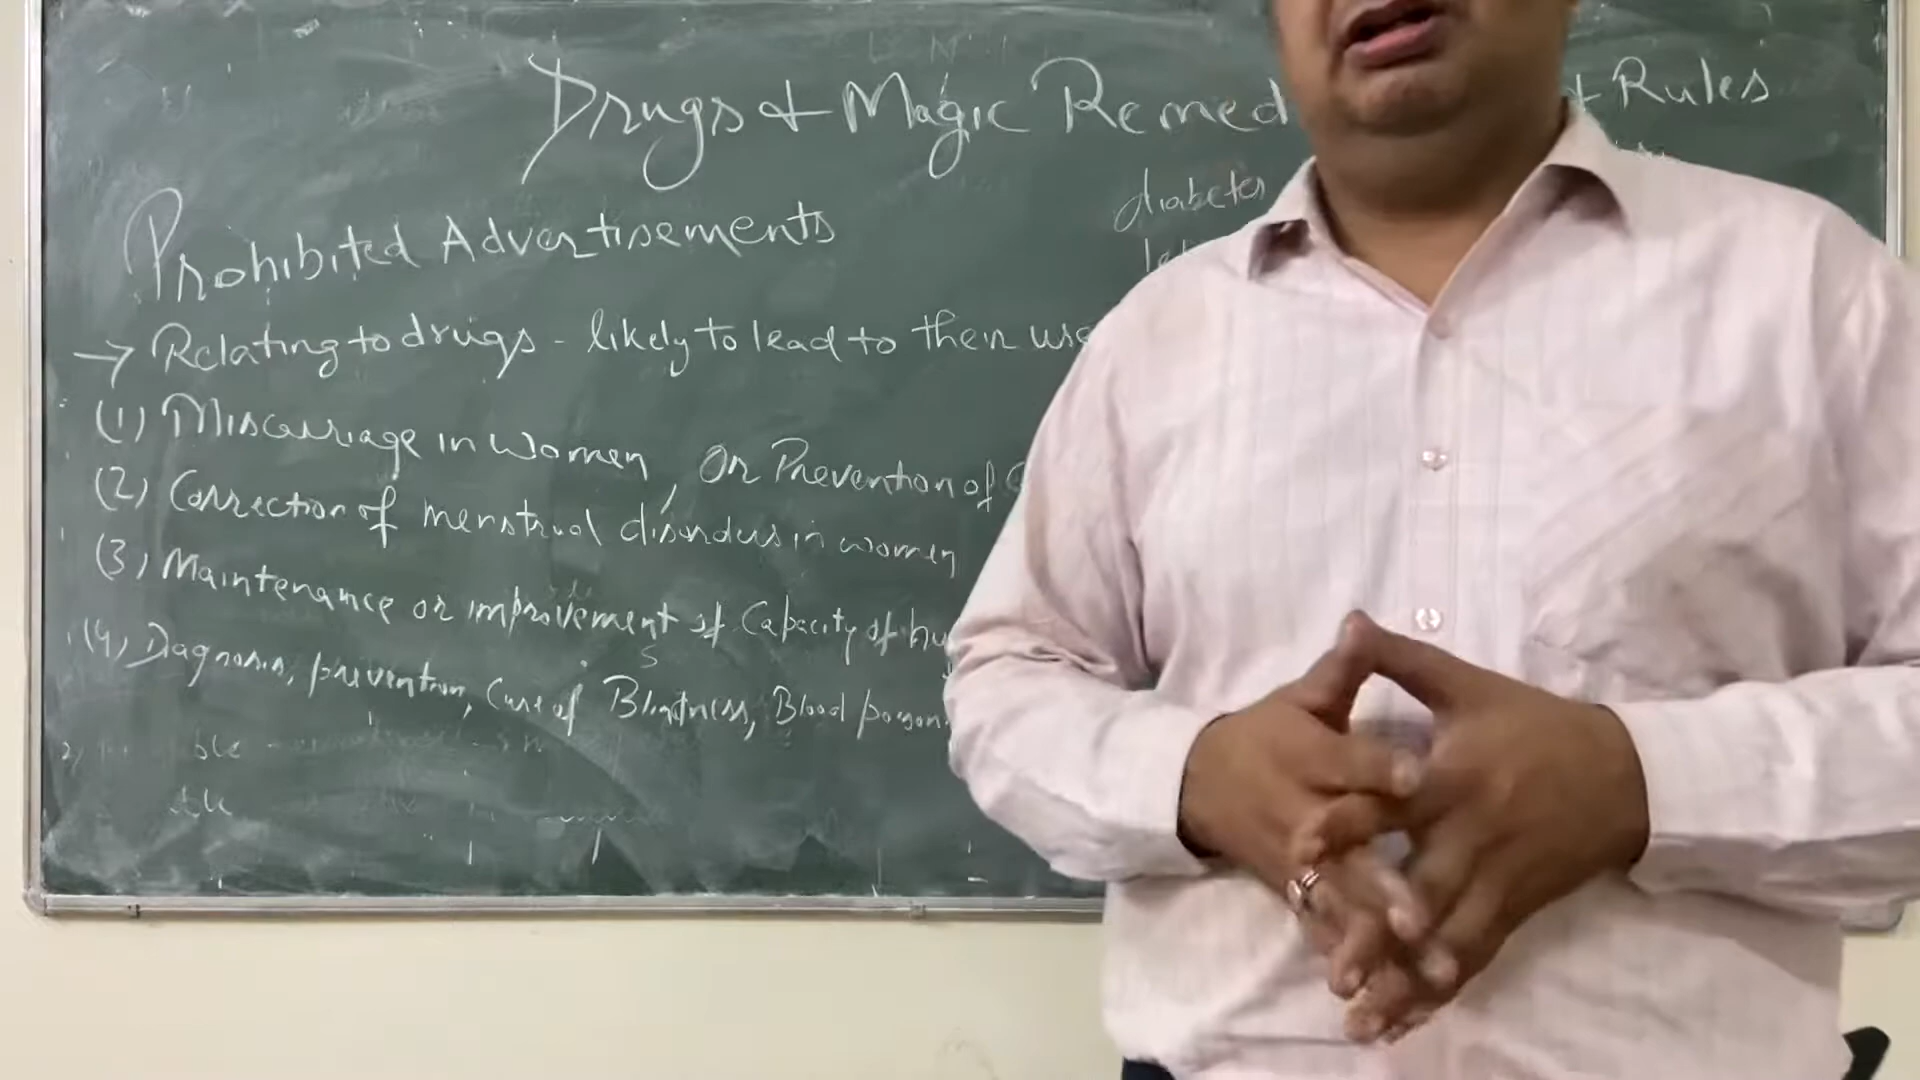 Drugs & Magic Remed & Rules
diabetes
Prohibited Advertisements
→ Relating to drugs - likely to lead to their use
(1) Miscarriage in women, or Prevention of
(2) Correction of menstrual disorders in women
(3) Maintenance or improvement of Capacity of hu
(4) Diagnosis, prevention, Cure of Blindness, Blood poison